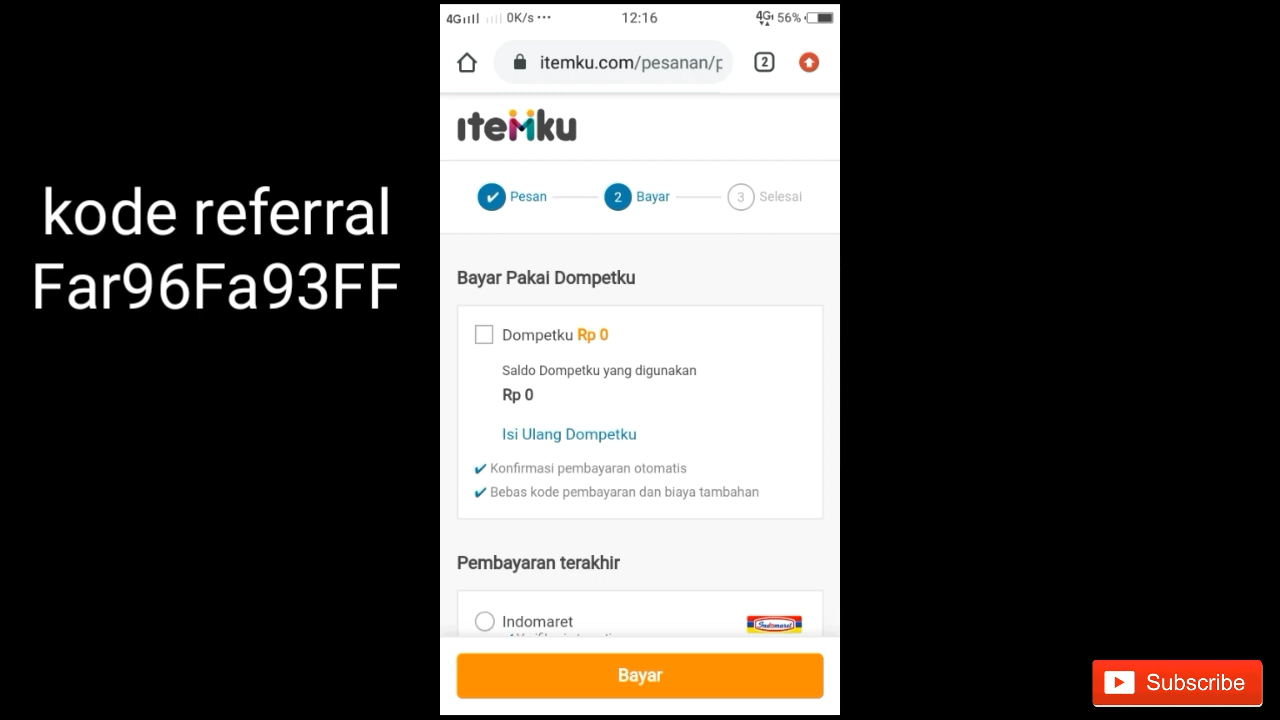 kode referral
Far96Fa93FF
4G 0K/s ••• 12:16 4G 56%
itemku.com/pesanan/p 2
itemku
Pesan 2 Bayar 3 Selesai
Bayar Pakai Dompetku
Dompetku Rp 0
Saldo Dompetku yang digunakan
Rp 0
Isi Ulang Dompetku
Konfirmasi pembayaran otomatis
Bebas kode pembayaran dan biaya tambahan
Pembayaran terakhir
Indomaret Indomaret
Bayar
Subscribe